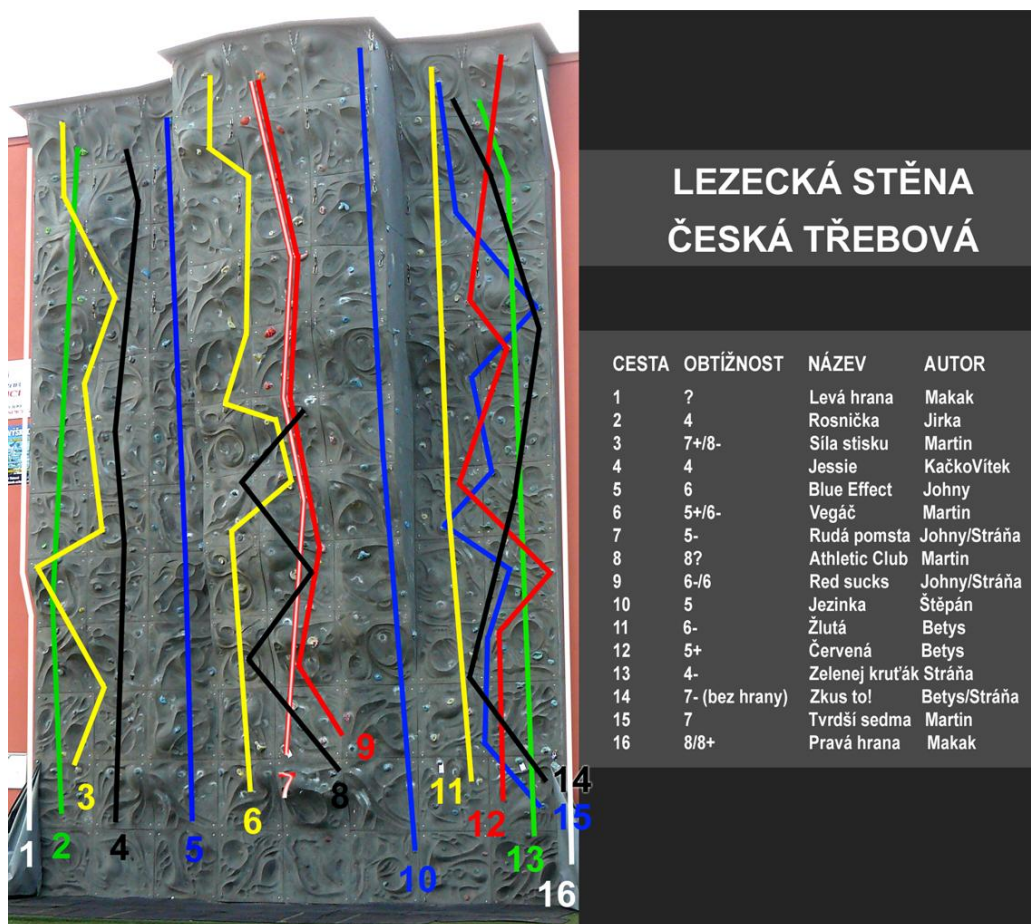 LEZECKÁ STĚNA
ČESKÁ TŘEBOVÁ
CESTA OBTÍŽNOST NÁZEV AUTOR
1 ? Levá hrana Makak
2 4 Rosnička Jirka
3 7+/8- Síla stisku Martin
4 4 Jessie KačkoVítek
5 6 Blue Effect Johny
6 5+/6- Vegáč Martin
7 5- Rudá pomsta Johny/Stráňa
8 8? Athletic Club Martin
9 6-/6 Red sucks Johny/Stráňa
10 5 Jezinka Štěpán
11 6- Žlutá Betys
12 5+ Červená Betys
13 4- Zelenej kruťák Stráňa
14 7- (bez hrany) Zkus to! Betys/Stráňa
15 7 Tvrdší sedma Martin
16 8/8+ Pravá hrana Makak
1
2
3
4
5
6
7
8
9
10
11
12
13
14
15
16